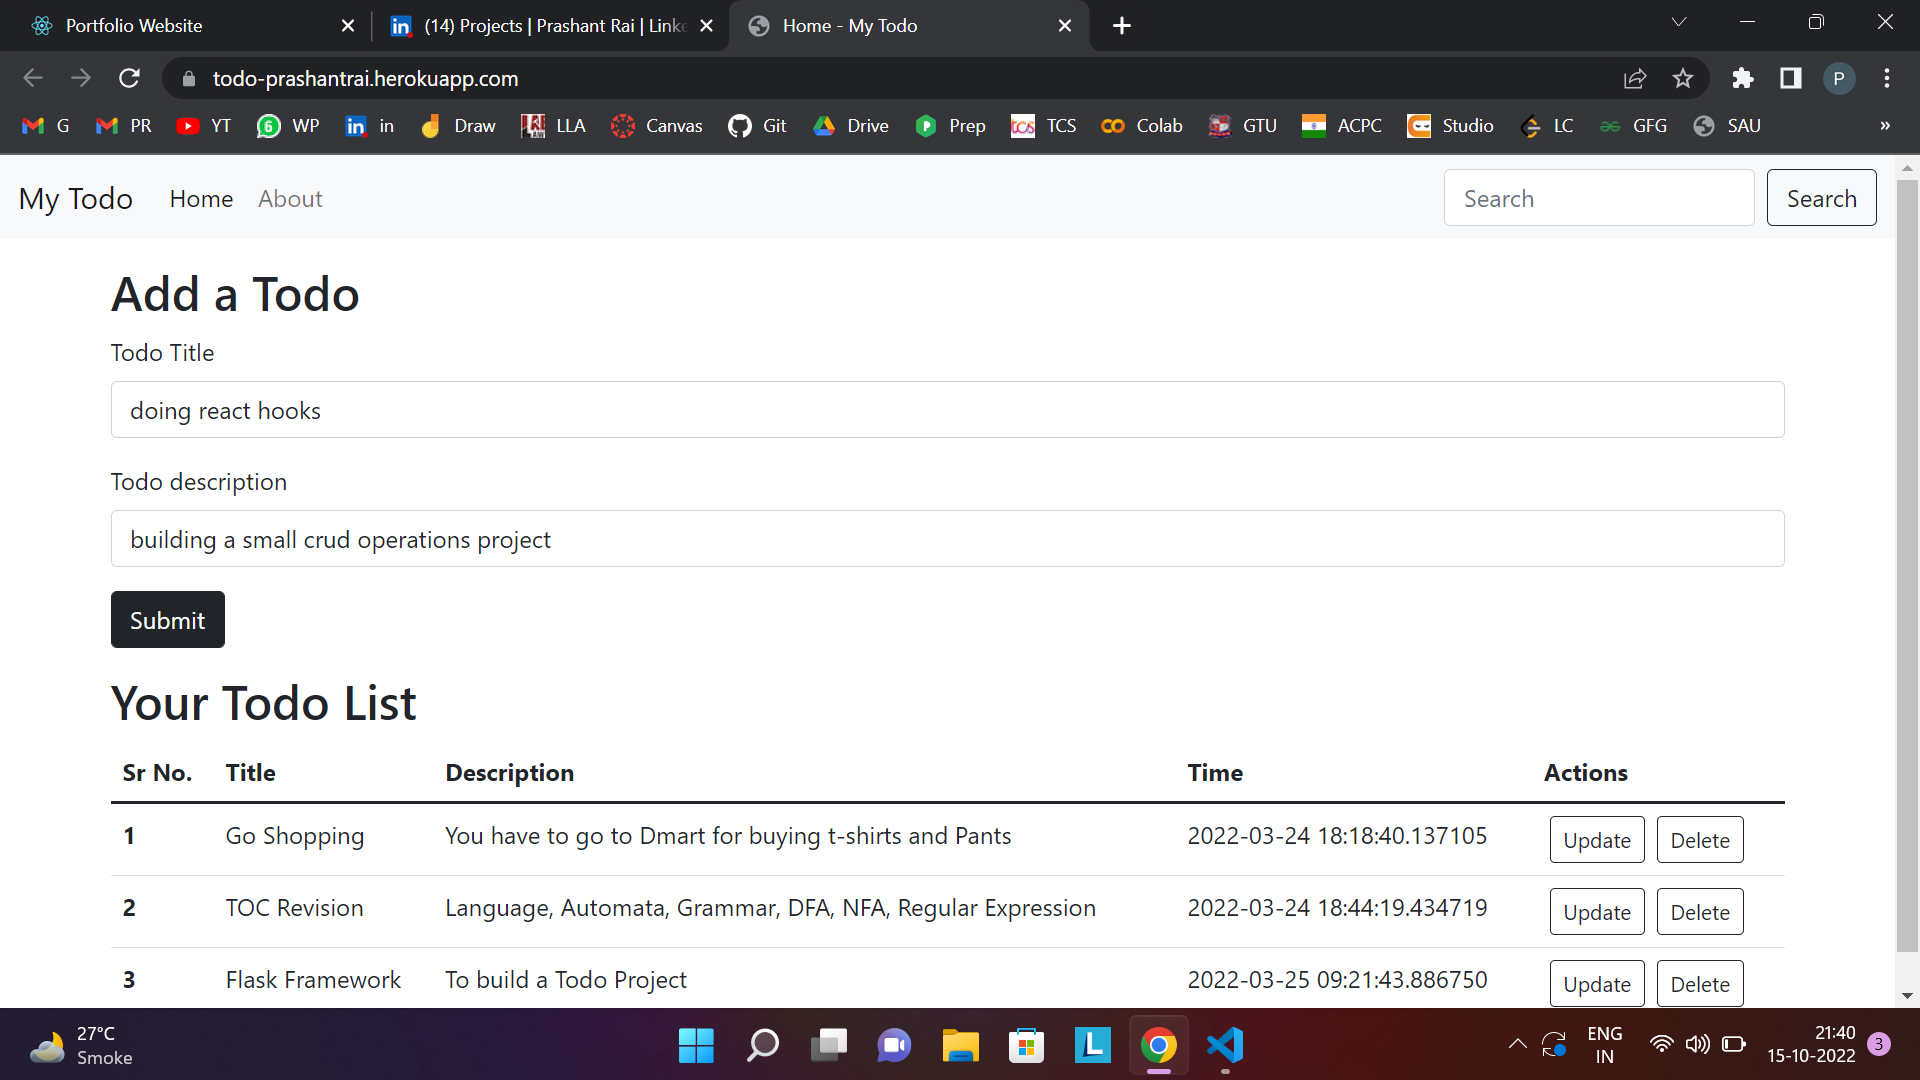 Portfolio Website
(14) Projects | Prashant Rai | Linke
Home - My Todo
todo-prashantrai.herokuapp.com
P
G PR YT WP in Draw LLA Canvas Git Drive Prep TCS Colab GTU ACPC Studio LC GFG SAU »
My Todo Home About Search Search
Add a Todo
Todo Title
doing react hooks
Todo description
building a small crud operations project
Submit
Your Todo List
Sr No. Title Description Time Actions
1 Go Shopping You have to go to Dmart for buying t-shirts and Pants 2022-03-24 18:18:40.137105 Update Delete
2 TOC Revision Language, Automata, Grammar, DFA, NFA, Regular Expression 2022-03-24 18:44:19.434719 Update Delete
3 Flask Framework To build a Todo Project 2022-03-25 09:21:43.886750 Update Delete
27°C
Smoke
L
ENG
IN
21:40
15-10-2022
3